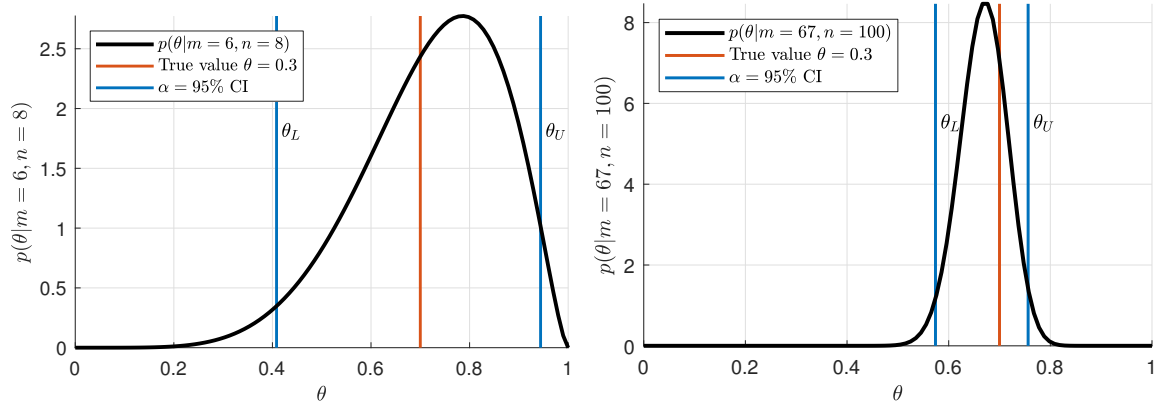 p(θ|m = 6, n = 8)
True value θ = 0.3
α = 95% CI
θ_L
θ_U
p(θ|m = 6, n = 8)
2.5
2
1.5
1
0.5
0
0
0.2
0.4
0.6
0.8
1
θ
p(θ|m = 67, n = 100)
True value θ = 0.3
α = 95% CI
θ_L
θ_U
p(θ|m = 67, n = 100)
8
6
4
2
0
0
0.2
0.4
0.6
0.8
1
θ